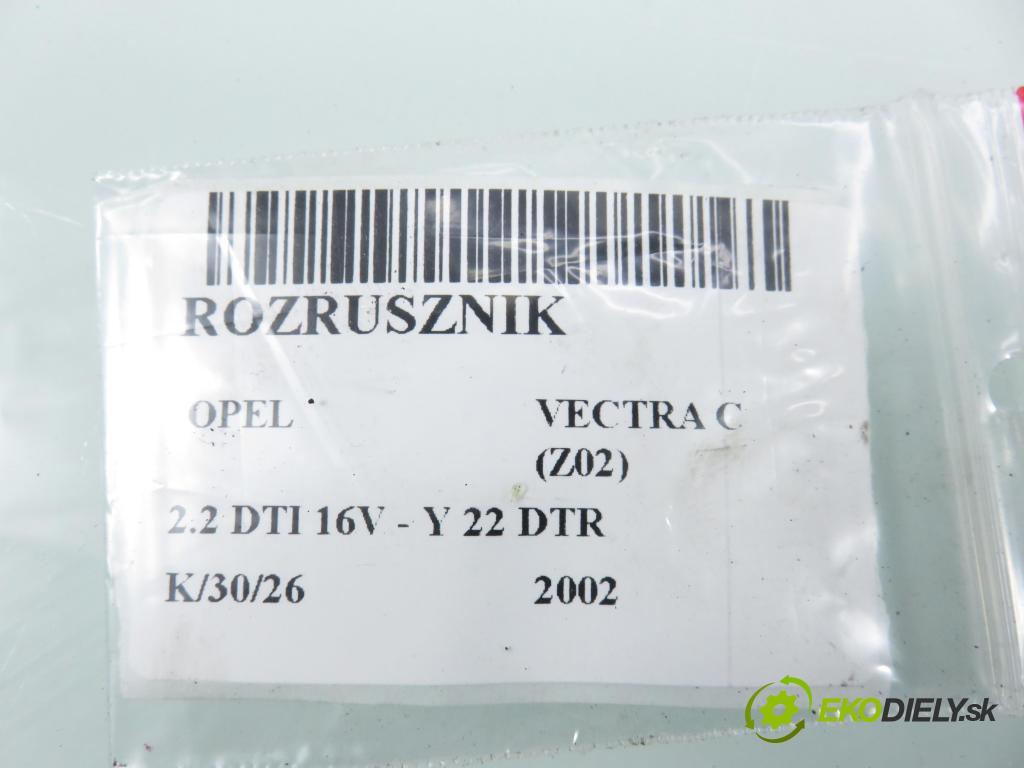 ROZRUSZNIK
OPEL VECTRA C
(Z02)
2.2 DTI 16V - Y 22 DTR
K/30/26 2002
EKODIELY.sk